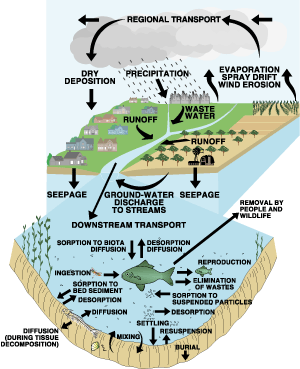 REGIONAL TRANSPORT
DRY
DEPOSITION
PRECIPITATION
EVAPORATION
SPRAY DRIFT
WIND EROSION
WASTE
WATER
RUNOFF
RUNOFF
SEEPAGE
GROUND-WATER
DISCHARGE
TO STREAMS
SEEPAGE
REMOVAL BY
PEOPLE AND
WILDLIFE
DOWNSTREAM TRANSPORT
SORPTION TO BIOTA
DIFFUSION
DESORPTION
DIFFUSION
REPRODUCTION
INGESTION
ELIMINATION
OF WASTES
SORPTION TO
BED SEDIMENT
SORPTION TO
SUSPENDED PARTICLES
DESORPTION
DIFFUSION
DESORPTION
SETTLING
RESUSPENSION
DIFFUSION
(DURING TISSUE
DECOMPOSITION)
MIXING
BURIAL